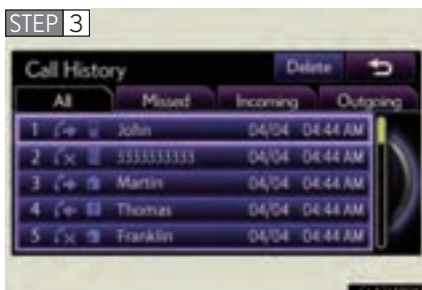 STEP 3
Call History Delete
All Missed Incoming Outgoing
1 John 04/04 04:44 AM
2 3333333333 04/04 04:44 AM
3 Martin 04/04 04:44 AM
4 Thomas 04/04 04:44 AM
5 Franklin 04/04 04:44 AM